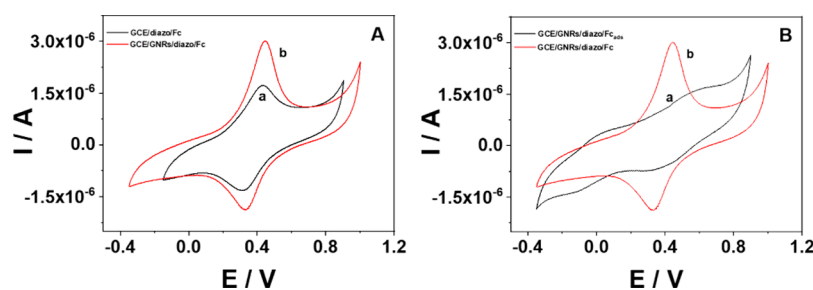 GCE/diazo/Fc
GCE/GNRs/diazo/Fc
A
b
a
3.0x10-6
1.5x10-6
0.0
-1.5x10-6
I / A
-0.4 0.0 0.4 0.8 1.2
E / V
GCE/GNRs/diazo/Fcads
GCE/GNRs/diazo/Fc
B
b
a
3.0x10-6
1.5x10-6
0.0
-1.5x10-6
I / A
-0.4 0.0 0.4 0.8 1.2
E / V